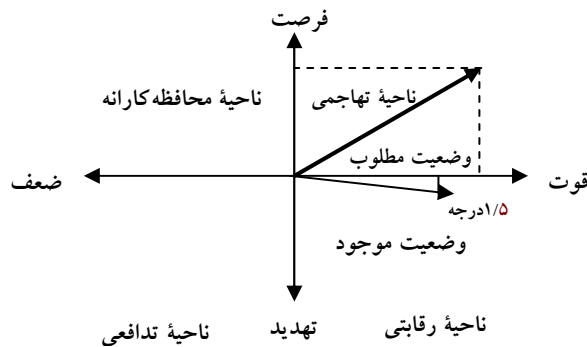 فرصت
ناحیهٔ تهاجمی
ناحیهٔ محافظه‌کارانه
وضعیت مطلوب
قوت
ضعف
۱/۵درجه
وضعیت موجود
ناحیهٔ رقابتی
تهدید
ناحیهٔ تدافعی